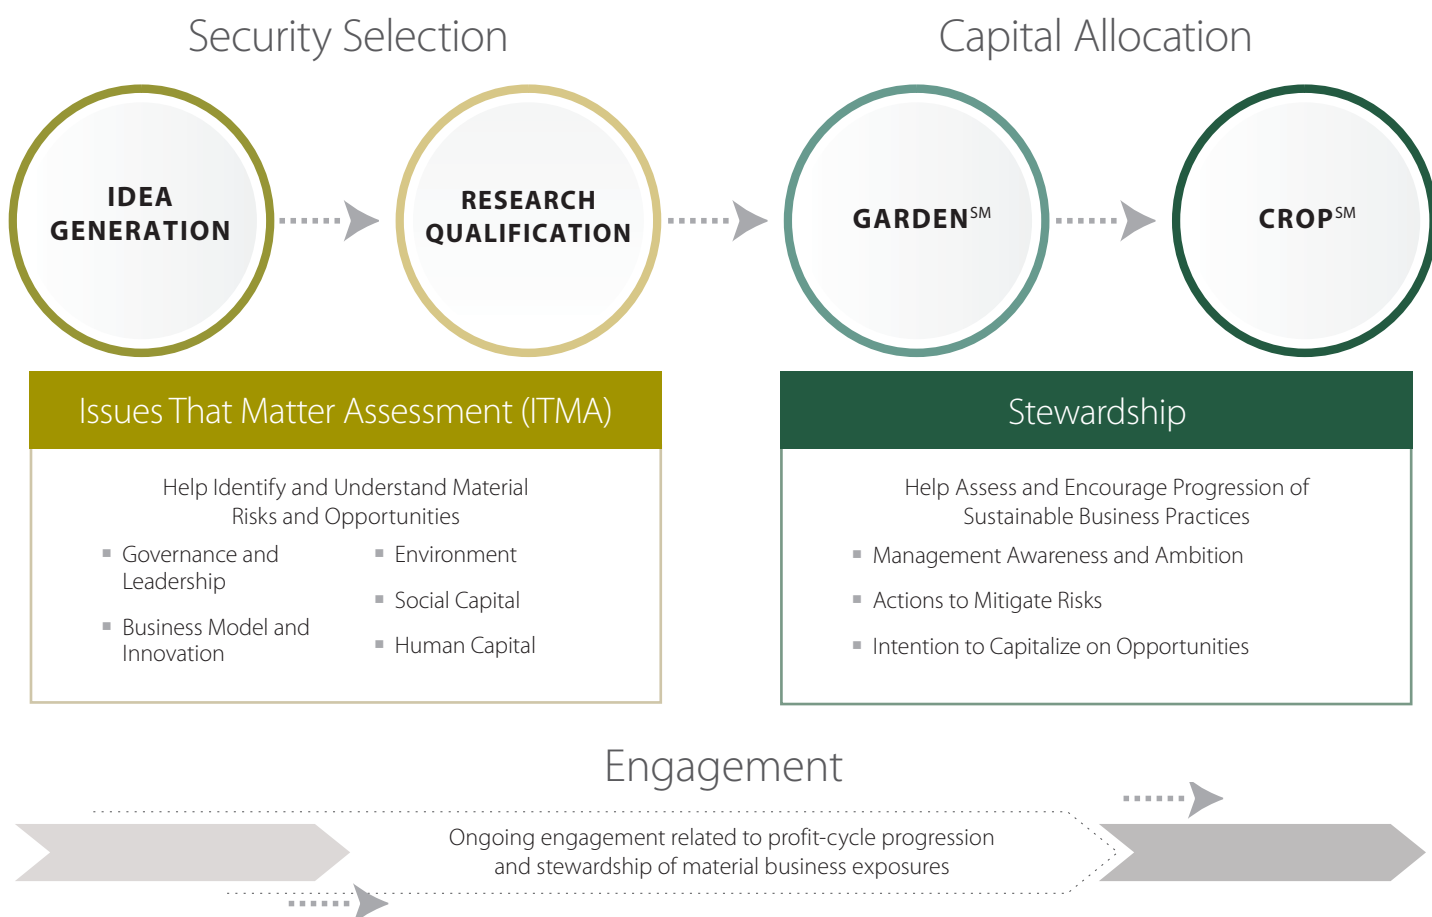 Security Selection
Capital Allocation
IDEA
GENERATION
RESEARCH
QUALIFICATION
GARDENSM
CROPSM
Issues That Matter Assessment (ITMA)
Help Identify and Understand Material
Risks and Opportunities
▪ Governance and
Leadership
▪ Business Model and
Innovation
▪ Environment
▪ Social Capital
▪ Human Capital
Stewardship
Help Assess and Encourage Progression of
Sustainable Business Practices
▪ Management Awareness and Ambition
▪ Actions to Mitigate Risks
▪ Intention to Capitalize on Opportunities
Engagement
Ongoing engagement related to profit-cycle progression
and stewardship of material business exposures